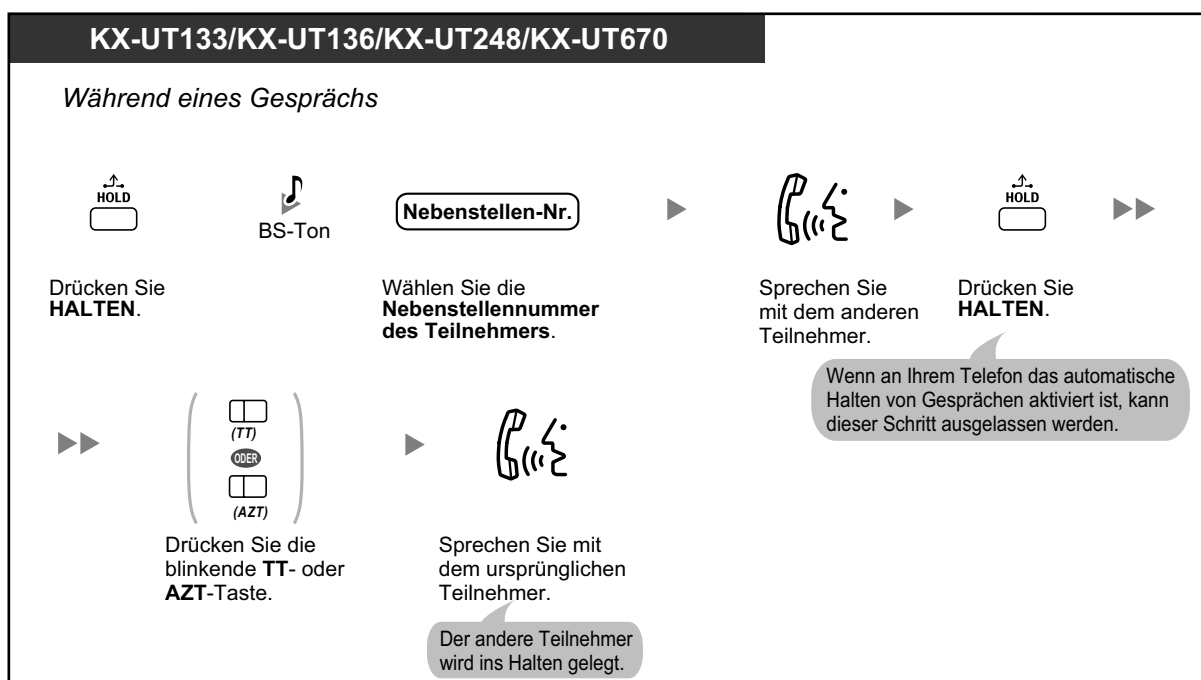 KX-UT133/KX-UT136/KX-UT248/KX-UT670
Während eines Gesprächs
HOLD
BS-Ton
Nebenstellen-Nr.
HOLD
Drücken Sie
HALTEN.
Wählen Sie die
Nebenstellennummer
des Teilnehmers.
Sprechen Sie
mit dem anderen
Teilnehmer.
Drücken Sie
HALTEN.
Wenn an Ihrem Telefon das automatische
Halten von Gesprächen aktiviert ist, kann
dieser Schritt ausgelassen werden.
(TT)
ODER
(AZT)
Drücken Sie die
blinkende TT- oder
AZT-Taste.
Sprechen Sie mit
dem ursprünglichen
Teilnehmer.
Der andere Teilnehmer
wird ins Halten gelegt.